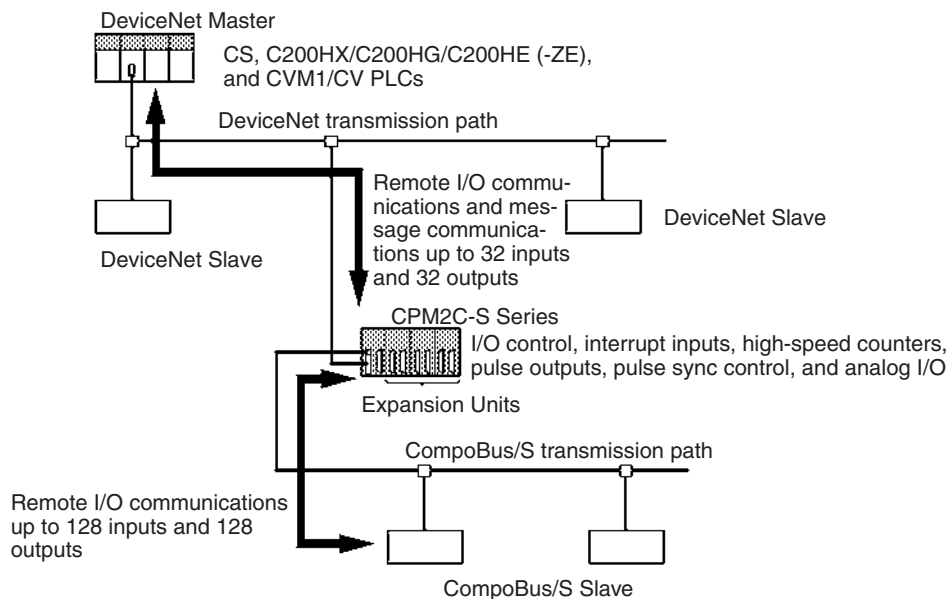 DeviceNet Master
CS, C200HX/C200HG/C200HE (-ZE),
and CVM1/CV PLCs
DeviceNet transmission path
Remote I/O commu-
nications and mes-
sage communica-
tions up to 32 inputs
and 32 outputs
DeviceNet Slave
DeviceNet Slave
CPM2C-S Series
I/O control, interrupt inputs, high-speed counters,
pulse outputs, pulse sync control, and analog I/O
Expansion Units
CompoBus/S transmission path
Remote I/O communications
up to 128 inputs and 128
outputs
CompoBus/S Slave